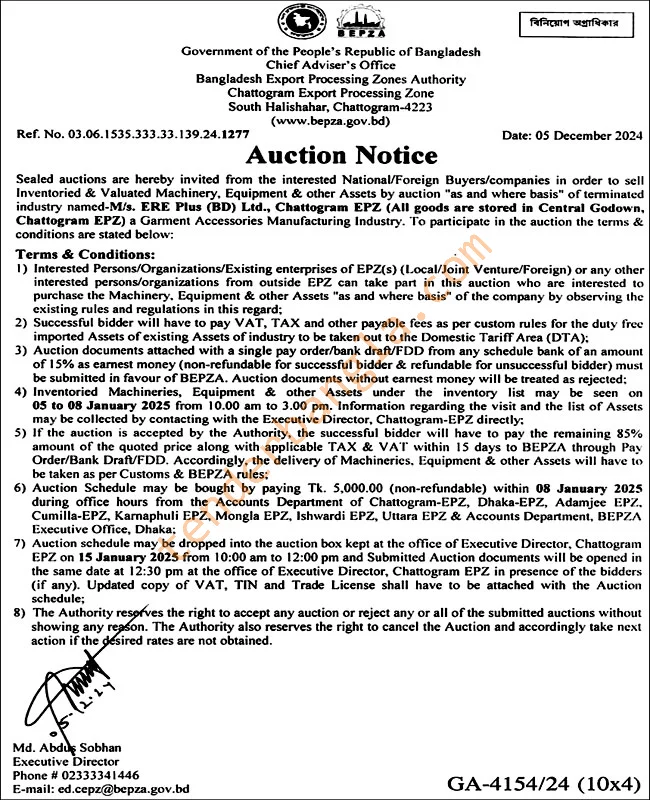 BEPZA
বিনিয়োগ অগ্রাধিকার
Government of the People's Republic of Bangladesh
Chief Adviser's Office
Bangladesh Export Processing Zones Authority
Chattogram Export Processing Zone
South Halishahar, Chattogram-4223
(www.bepza.gov.bd)
Ref. No. 03.06.1535.333.33.139.24.1277
Date: 05 December 2024
Auction Notice
Sealed auctions are hereby invited from the interested National/Foreign Buyers/companies in order to sell
Inventoried & Valuated Machinery, Equipment & other Assets by auction "as and where basis" of terminated
industry named-M/s. ERE Plus (BD) Ltd., Chattogram EPZ (All goods are stored in Central Godown,
Chattogram EPZ) a Garment Accessories Manufacturing Industry. To participate in the auction the terms &
conditions are stated below:
Terms & Conditions:
1) Interested Persons/Organizations/Existing enterprises of EPZ(s) (Local/Joint Venture/Foreign) or any other
interested persons/organizations from outside EPZ can take part in this auction who are interested to
purchase the Machinery, Equipment & other Assets "as and where basis" of the company by observing the
existing rules and regulations in this regard;
2) Successful bidder will have to pay VAT, TAX and other payable fees as per custom rules for the duty free
imported Assets of existing Assets of industry to be taken out to the Domestic Tariff Area (DTA);
3) Auction documents attached with a single pay order/bank draft/FDD from any schedule bank of an amount
of 15% as earnest money (non-refundable for successful bidder & refundable for unsuccessful bidder) must
be submitted in favour of BEPZA. Auction documents without earnest money will be treated as rejected;
4) Inventoried Machineries, Equipment & other Assets under the inventory list may be seen on
05 to 08 January 2025 from 10.00 am to 3.00 pm. Information regarding the visit and the list of Assets
may be collected by contacting with the Executive Director, Chattogram-EPZ directly;
5) If the auction is accepted by the Authority, the successful bidder will have to pay the remaining 85%
amount of the quoted price along with applicable TAX & VAT within 15 days to BEPZA through Pay
Order/Bank Draft/FDD. Accordingly, the delivery of Machineries, Equipment & other Assets will have to
be taken as per Customs & BEPZA rules;
6) Auction Schedule may be bought by paying Tk. 5,000.00 (non-refundable) within 08 January 2025
during office hours from the Accounts Department of Chattogram-EPZ, Dhaka-EPZ, Adamjee EPZ,
Cumilla-EPZ, Karnaphuli EPZ, Mongla EPZ, Ishwardi EPZ, Uttara EPZ & Accounts Department, BEPZA
Executive Office, Dhaka;
7) Auction schedule may be dropped into the auction box kept at the office of Executive Director, Chattogram
EPZ on 15 January 2025 from 10:00 am to 12:00 pm and Submitted Auction documents will be opened in
the same date at 12:30 pm at the office of Executive Director, Chattogram EPZ in presence of the bidders
(if any). Updated copy of VAT, TIN and Trade License shall have to be attached with the Auction
schedule;
8) The Authority reserves the right to accept any auction or reject any or all of the submitted auctions without
showing any reason. The Authority also reserves the right to cancel the Auction and accordingly take next
action if the desired rates are not obtained.
05.12.24
Md. Abdus Sobhan
Executive Director
Phone # 02333341446
E-mail: ed.cepz@bepza.gov.bd
GA-4154/24 (10x4)
tenderbangla.com